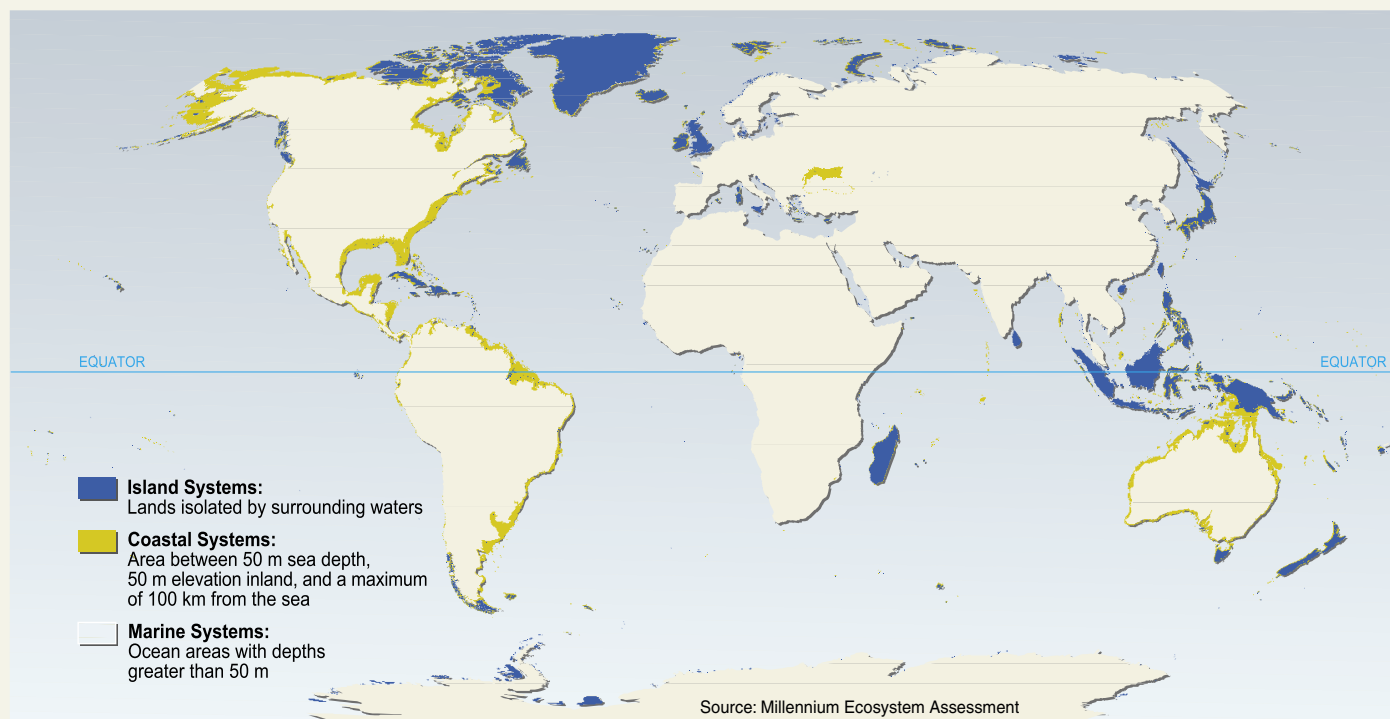 EQUATOR
EQUATOR
Island Systems:
Lands isolated by surrounding waters
Coastal Systems:
Area between 50 m sea depth,
50 m elevation inland, and a maximum
of 100 km from the sea
Marine Systems:
Ocean areas with depths
greater than 50 m
Source: Millennium Ecosystem Assessment